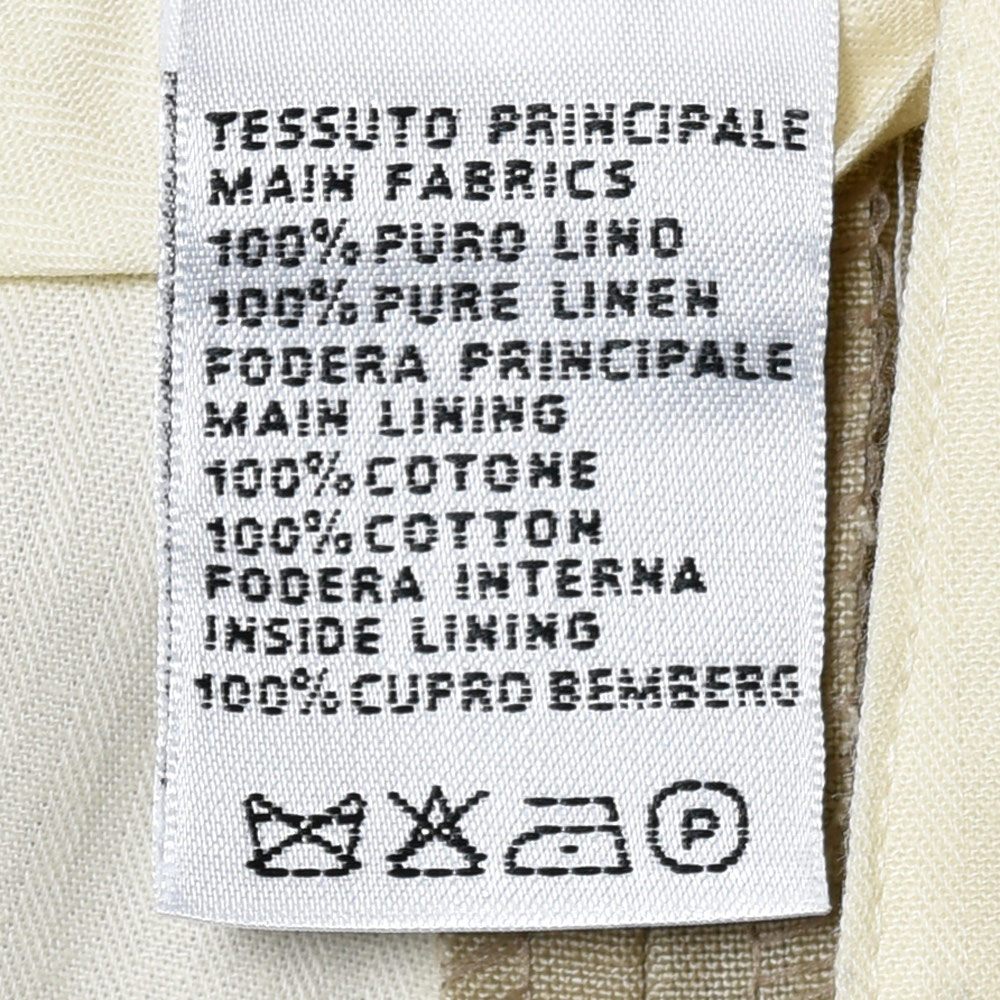 TESSUTO PRINCIPALE
MAIN FABRICS
100% PURO LINO
100% PURE LINEN
FODERA PRINCIPALE
MAIN LINING
100% COTONE
100% COTTON
FODERA INTERNA
INSIDE LINING
100% CUPRO BEMBERG
P